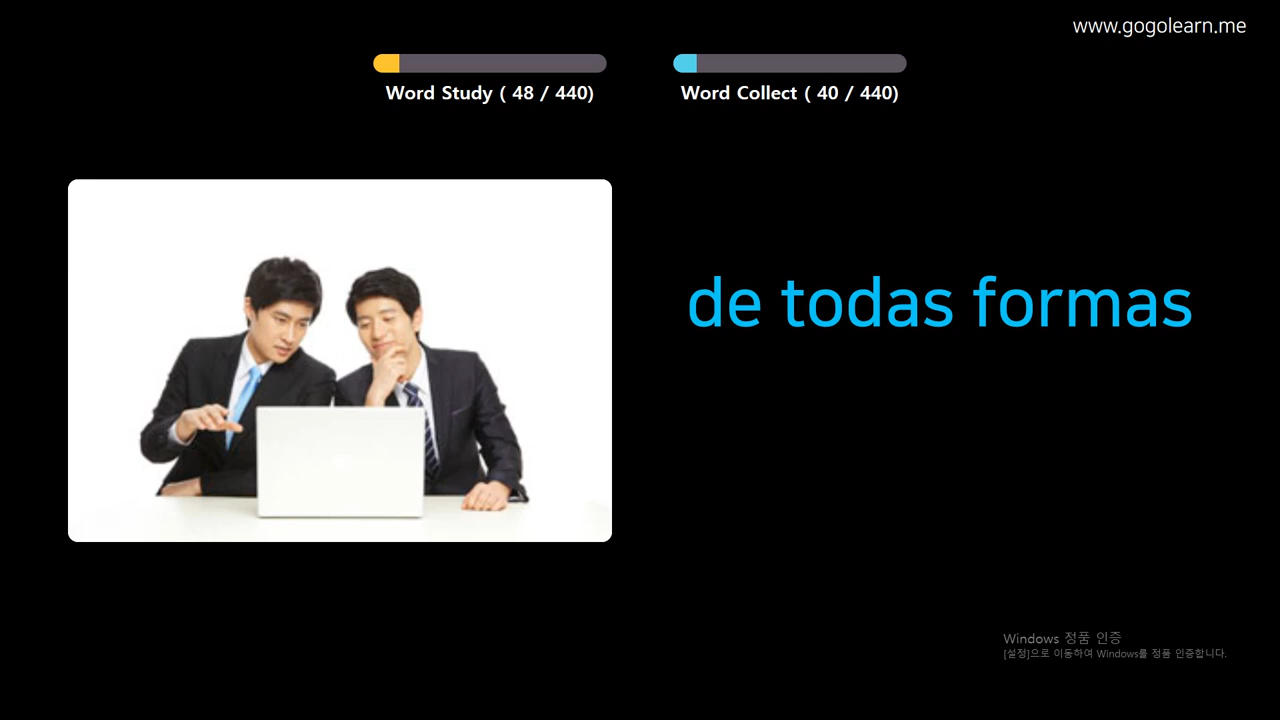 www.gogolearn.me
Word Study ( 48 / 440)
Word Collect ( 40 / 440)
de todas formas
Windows 정품 인증
[설정]으로 이동하여 Windows를 정품 인증합니다.